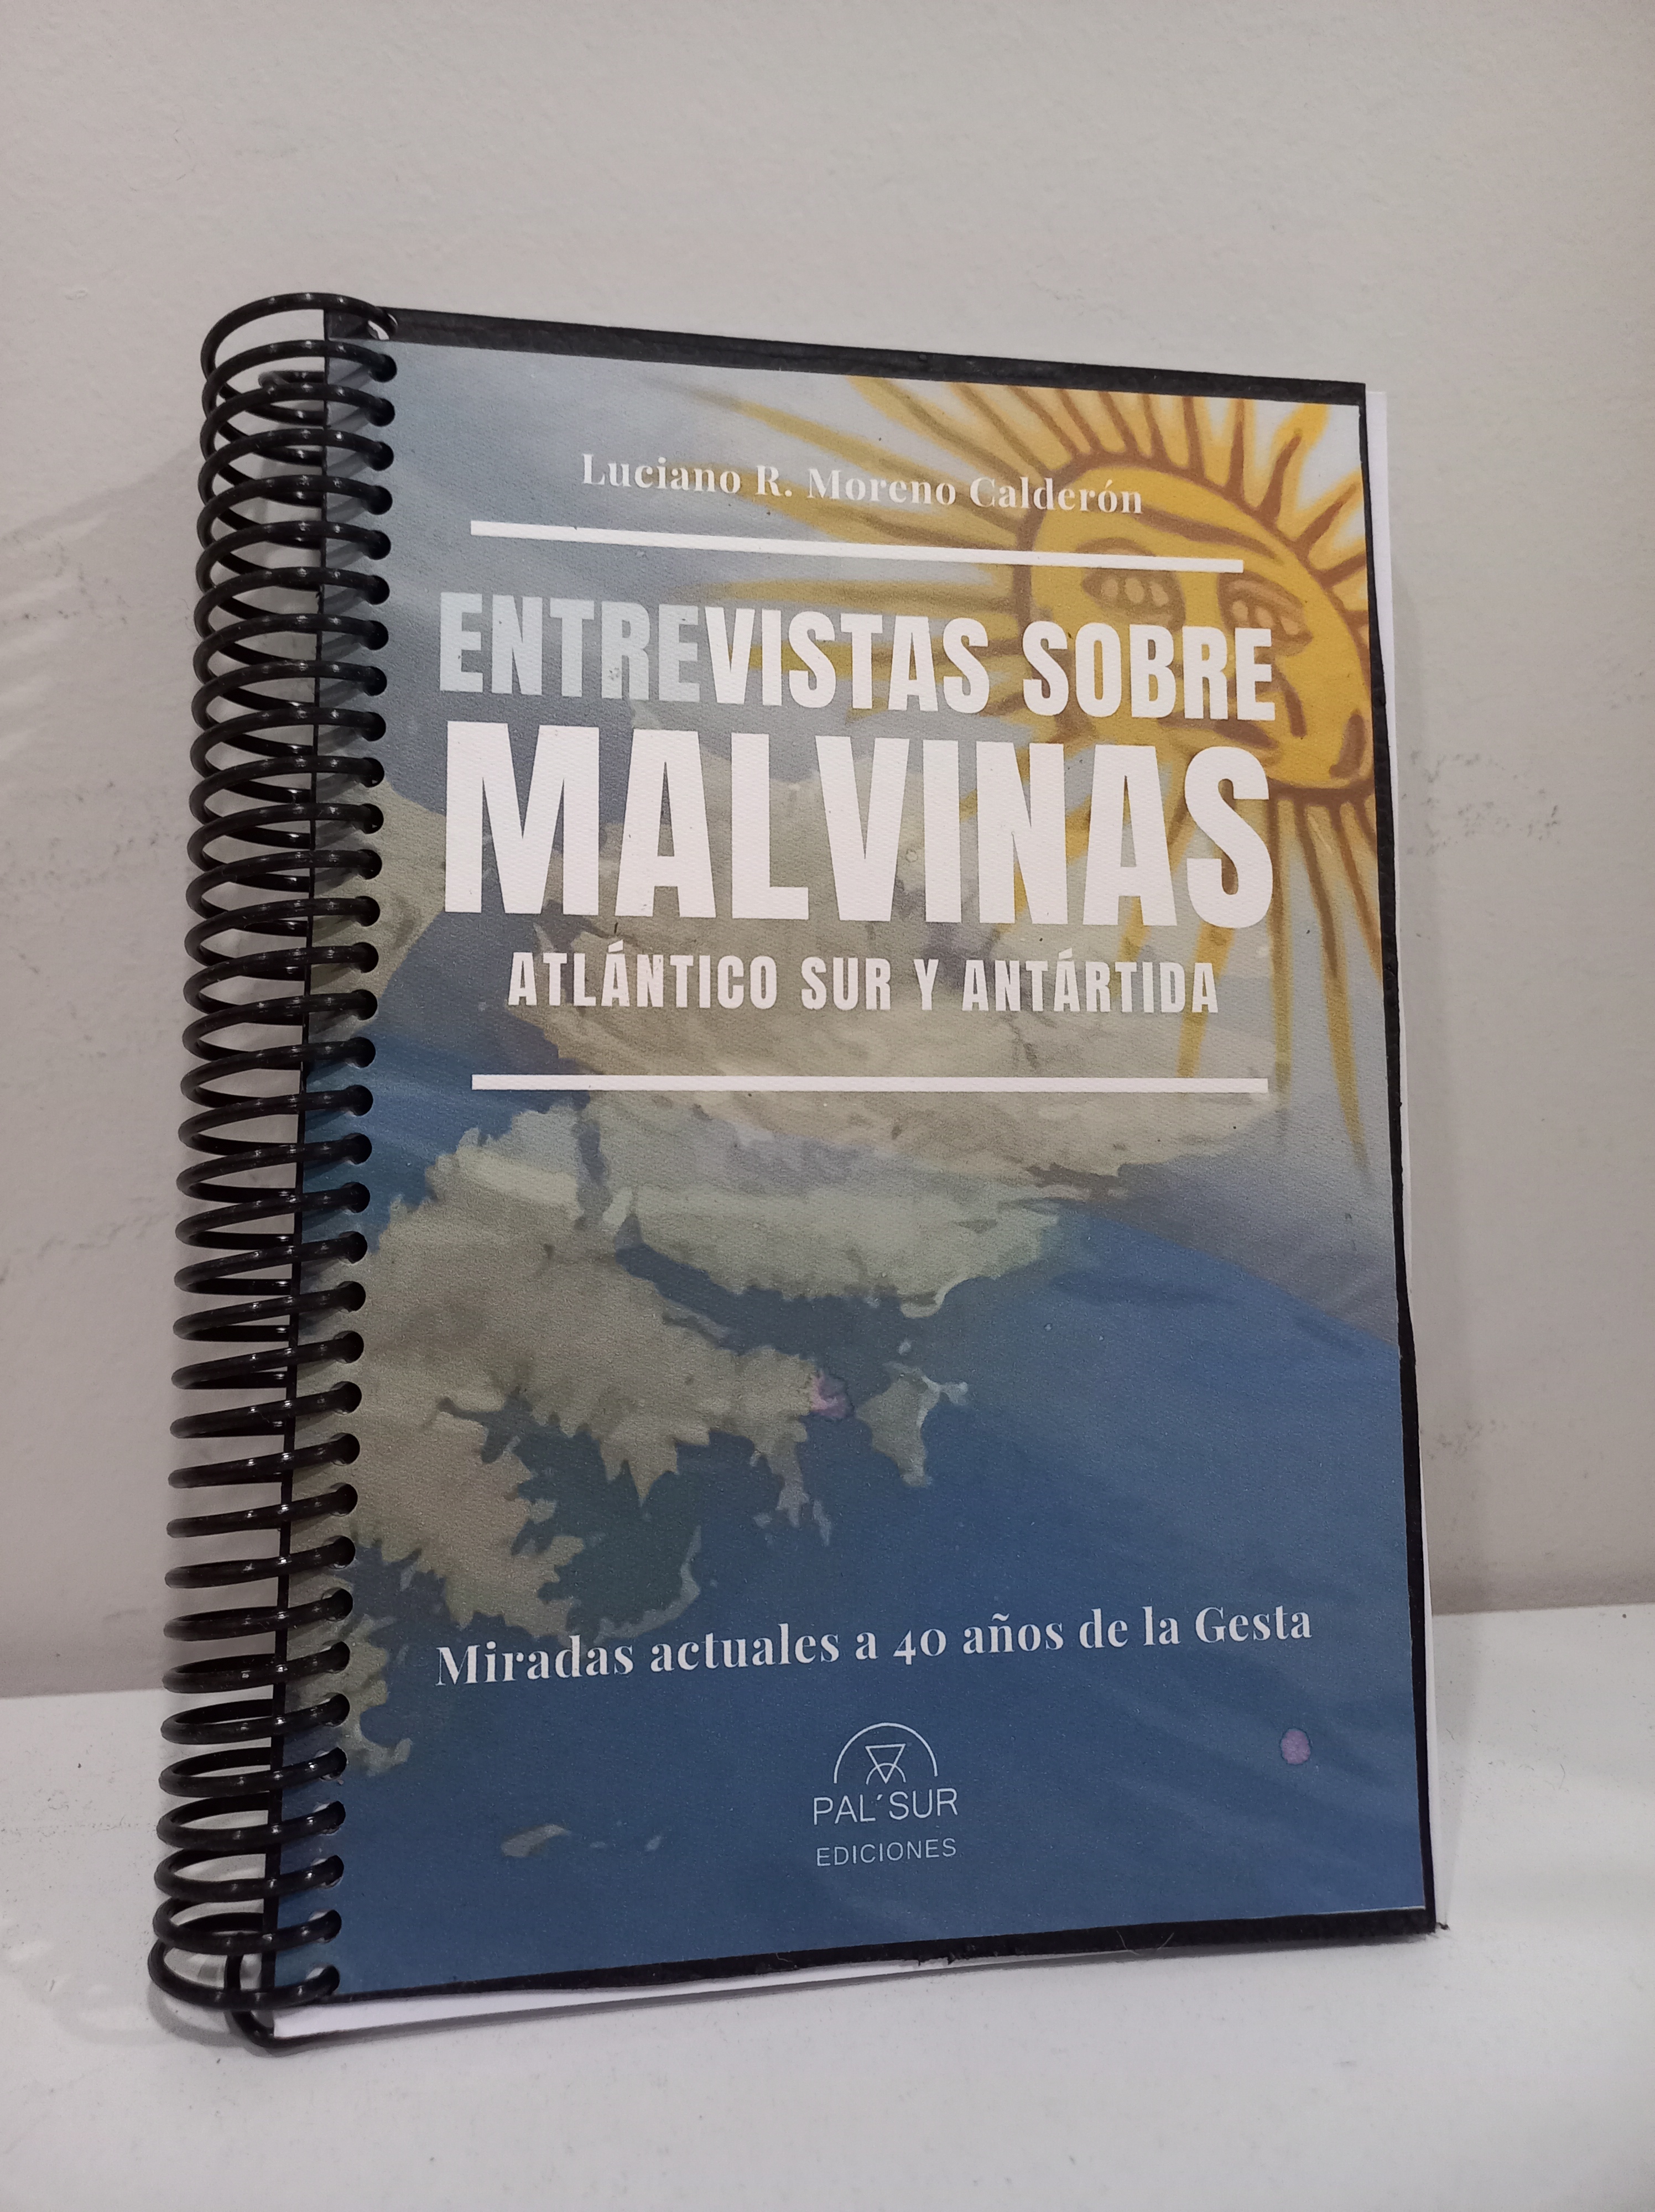 Luciano R. Moreno Calderón
ENTREVISTAS SOBRE
MALVINAS
ATLÁNTICO SUR Y ANTÁRTIDA
Miradas actuales a 40 años de la Gesta
PAL´SUR
EDICIONES